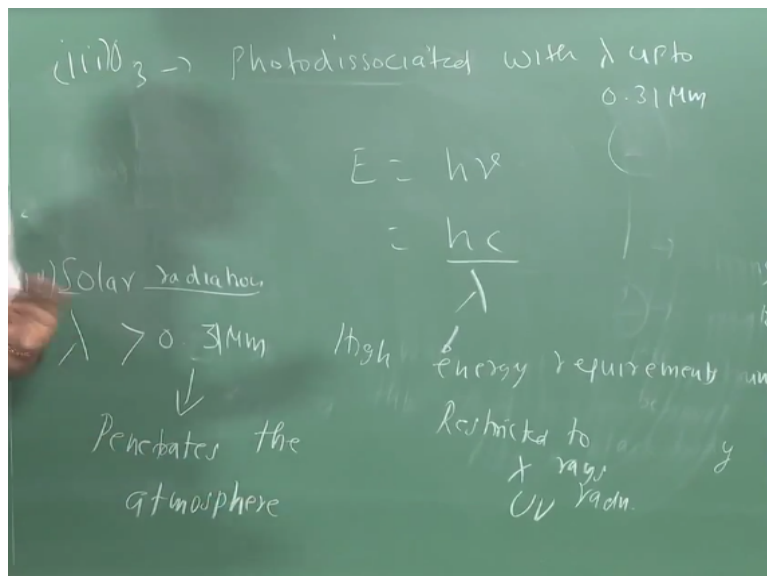 (iii) O3 → Photodissociated with λ upto
0.31 μm
E = hν
= hc
λ
Solar radiation
λ > 0.31 μm
High energy requirement
Penetrates the
atmosphere
Restricted to
X rays
UV radn.
y